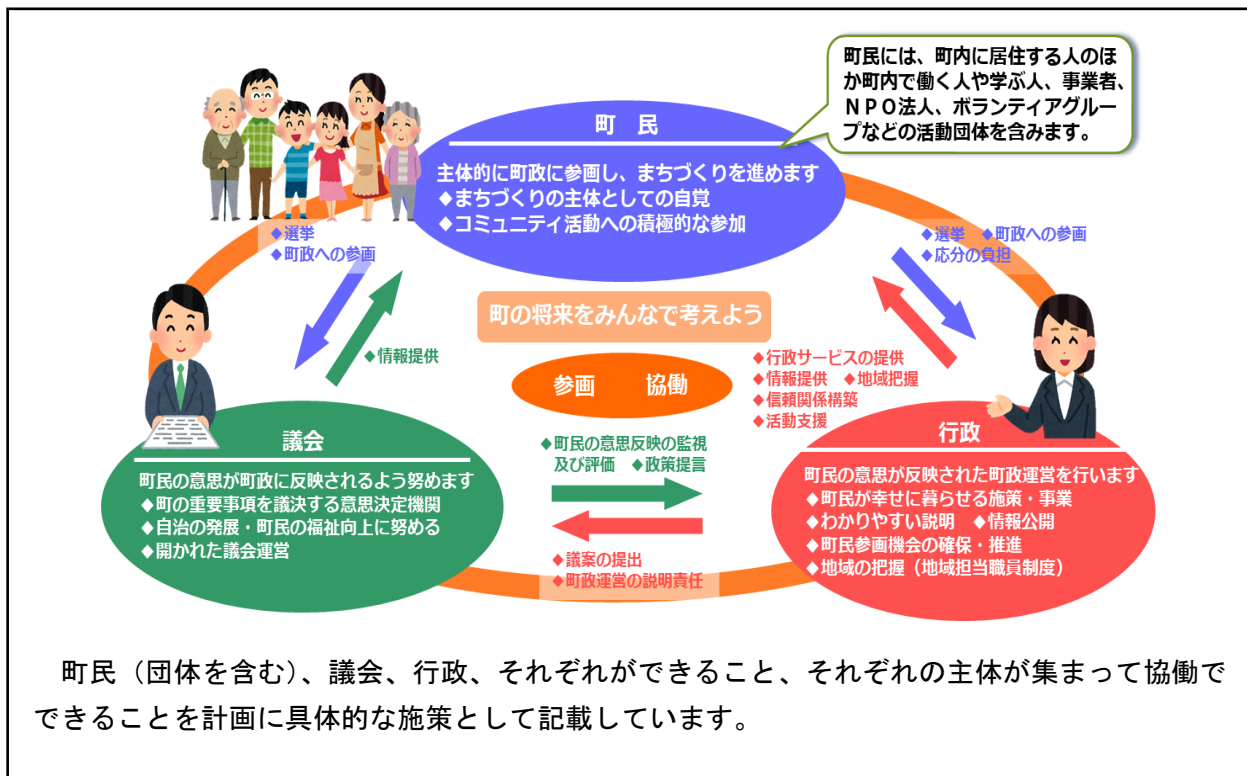 町民には、町内に居住する人のほ
か町内で働く人や学ぶ人、事業者、
ＮＰＯ法人、ボランティアグルー
プなどの活動団体を含みます。
町　民
主体的に町政に参画し、まちづくりを進めます
◆まちづくりの主体としての自覚
◆コミュニティ活動への積極的な参加
◆選挙
◆町政への参画
◆選挙　◆町政への参画
◆応分の負担
町の将来をみんなで考えよう
◆情報提供
参画　協働
◆行政サービスの提供
◆情報提供　◆地域把握
◆信頼関係構築
◆活動支援
議会
町民の意思が町政に反映されるよう努めます
◆町の重要事項を議決する意思決定機関
◆自治の発展・町民の福祉向上に努める
◆開かれた議会運営
◆町民の意思反映の監視
及び評価　◆政策提言
◆議案の提出
◆町政運営の説明責任
行政
町民の意思が反映された町政運営を行います
◆町民が幸せに暮らせる施策・事業
◆わかりやすい説明　◆情報公開
◆町民参画機会の確保・推進
◆地域の把握（地域担当職員制度）
町民（団体を含む）、議会、行政、それぞれができること、それぞれの主体が集まって協働で
できることを計画に具体的な施策として記載しています。